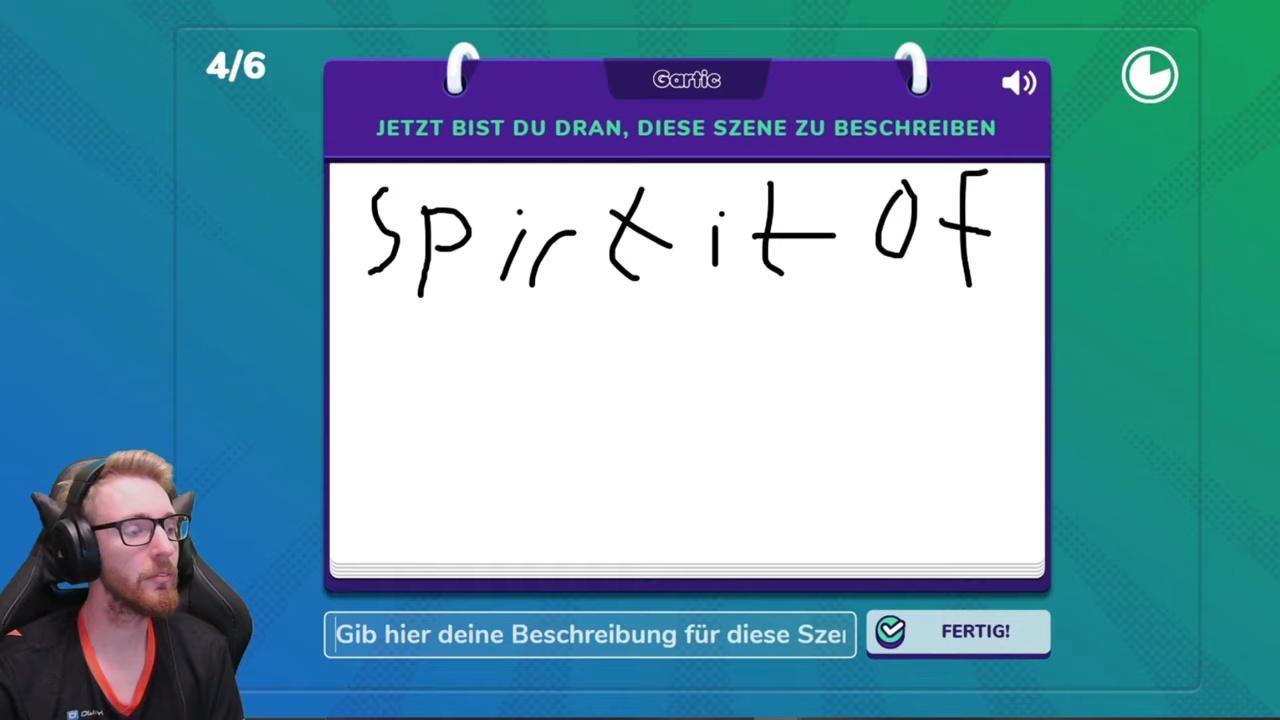 4/6
Gartic
JETZT BIST DU DRAN, DIESE SZENE ZU BESCHREIBEN
spirtit Of
Gib hier deine Beschreibung für diese Szen
FERTIG!